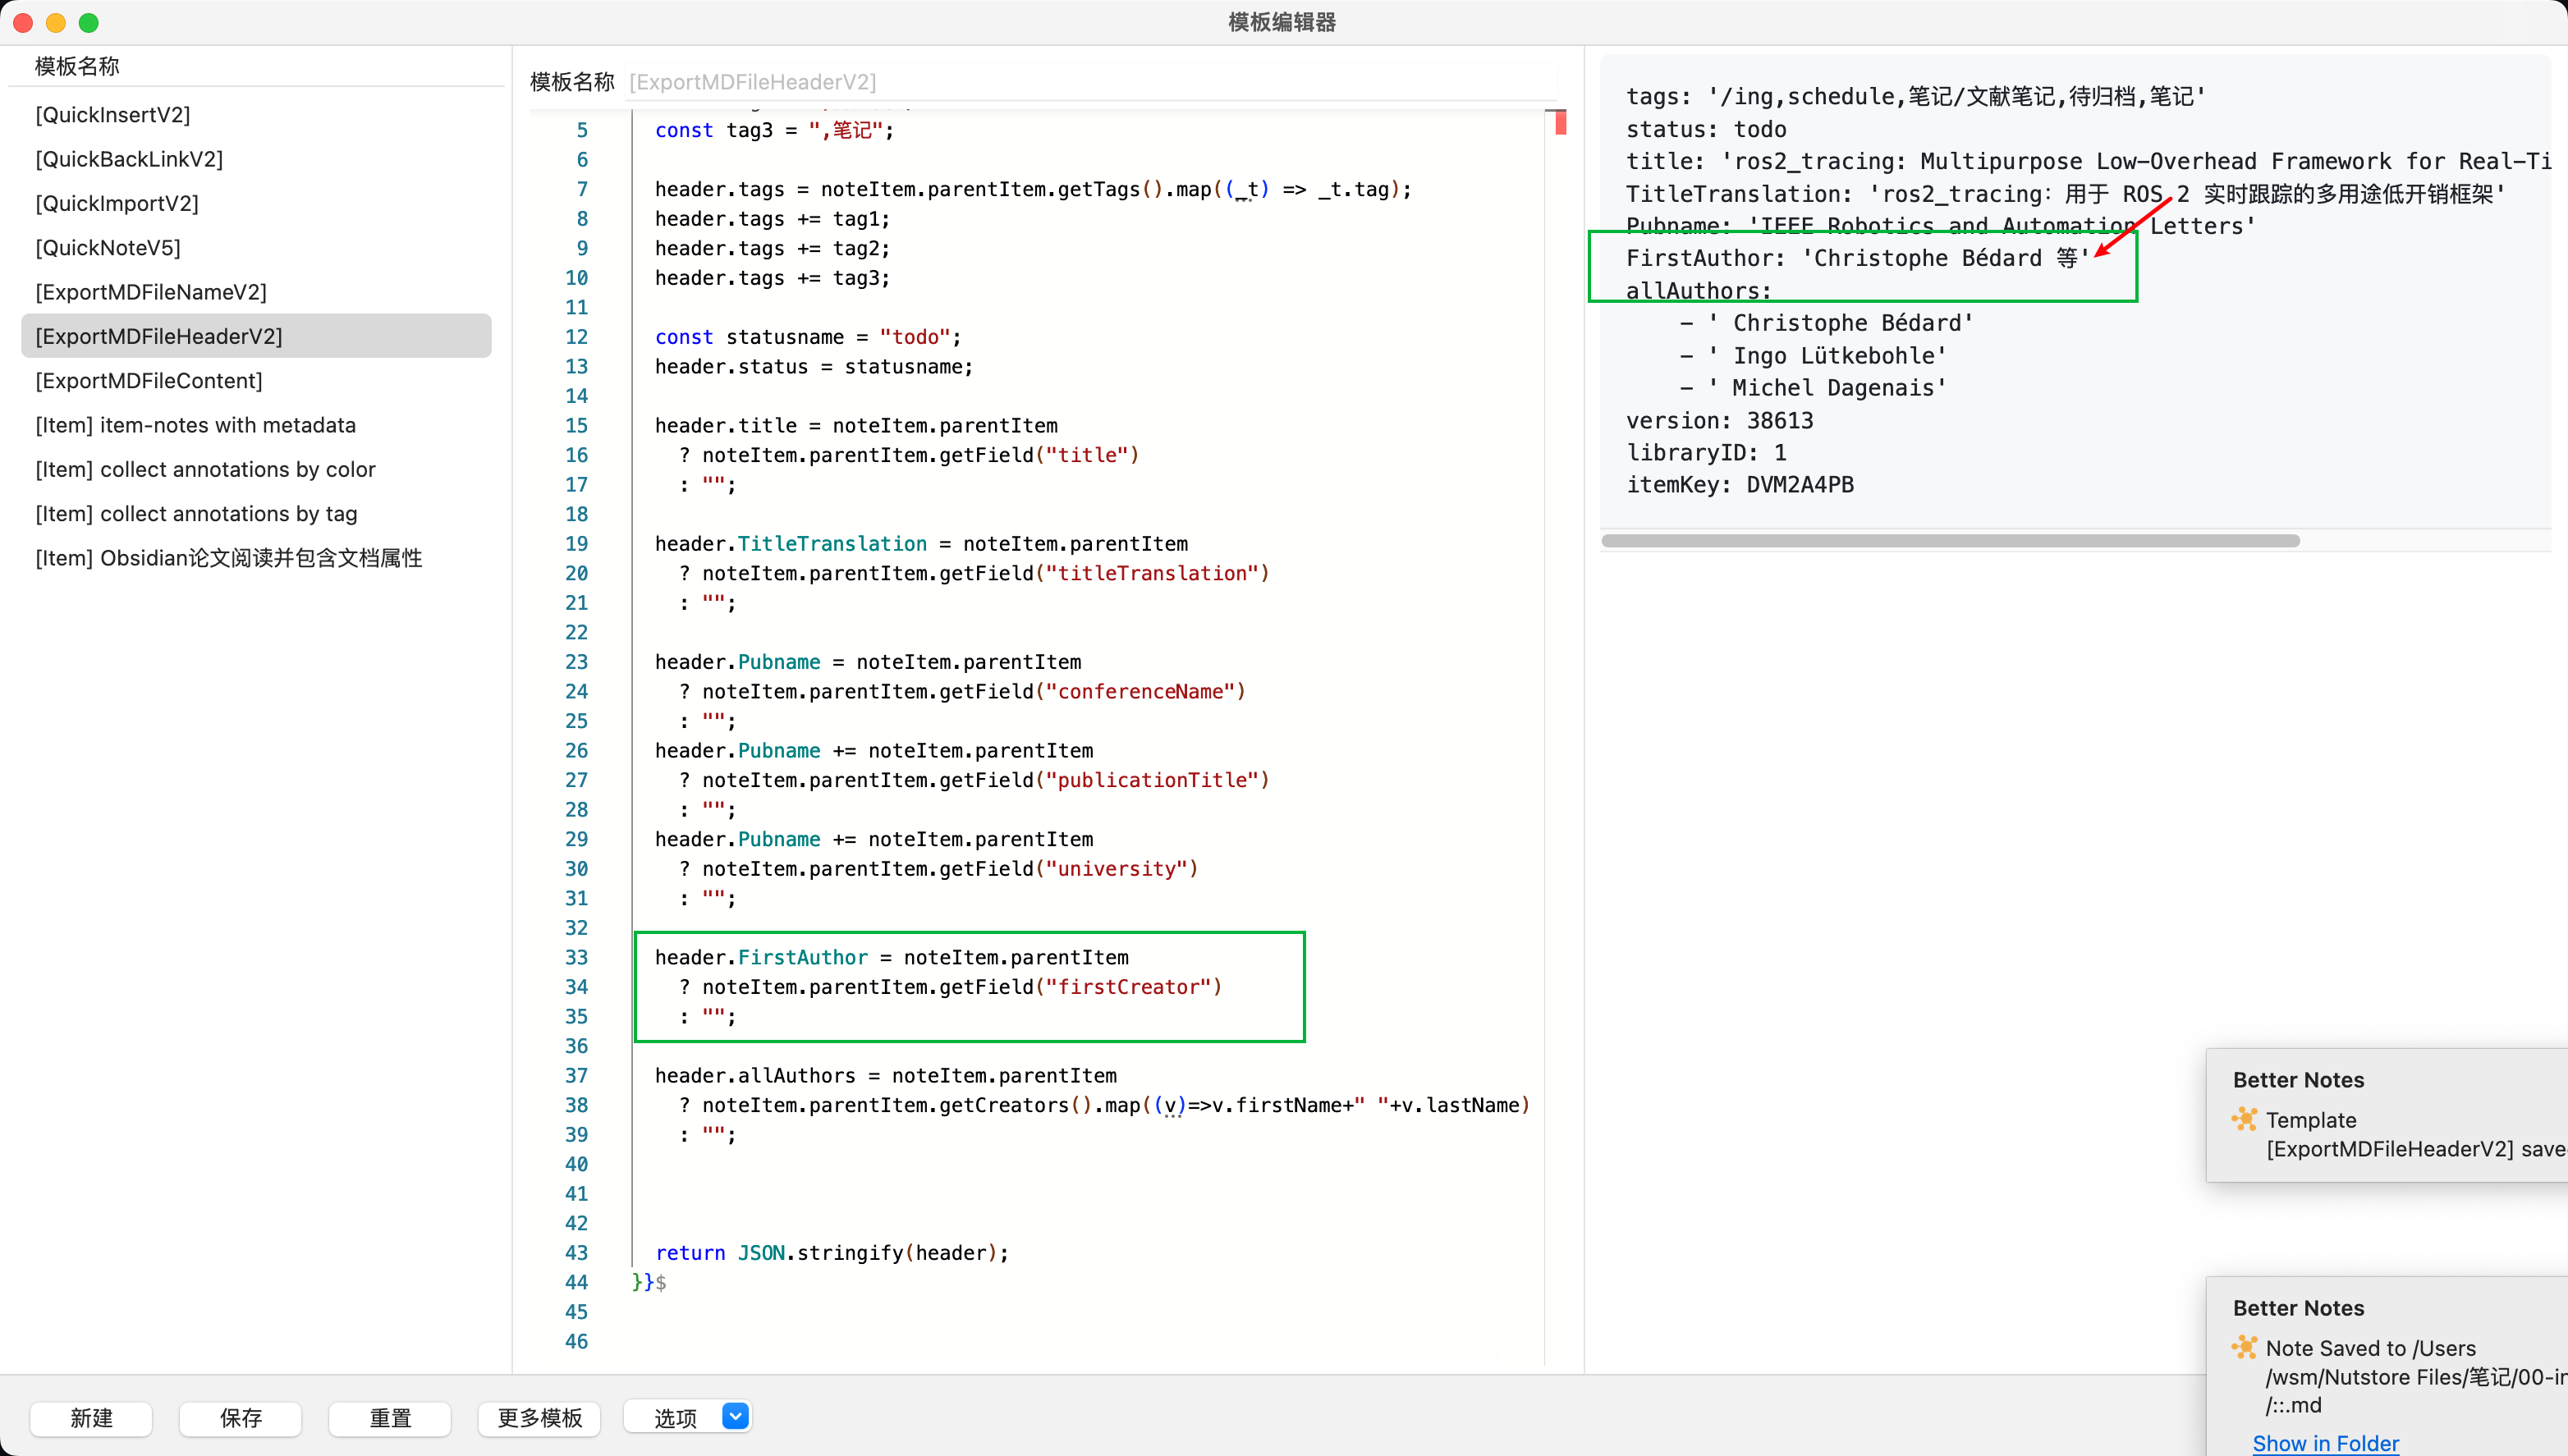 模板编辑器
模板名称
[QuickInsertV2]
[QuickBackLinkV2]
[QuickImportV2]
[QuickNoteV5]
[ExportMDFileNameV2]
[ExportMDFileHeaderV2]
[ExportMDFileContent]
[Item] item-notes with metadata
[Item] collect annotations by color
[Item] collect annotations by tag
[Item] Obsidian论文阅读并包含文档属性
模板名称 [ExportMDFileHeaderV2]
5 const tag3 = ",笔记";
6
7 header.tags = noteItem.parentItem.getTags().map((_t) => _t.tag);
8 header.tags += tag1;
9 header.tags += tag2;
10 header.tags += tag3;
11
12 const statusname = "todo";
13 header.status = statusname;
14
15 header.title = noteItem.parentItem
16 ? noteItem.parentItem.getField("title")
17 : "";
18
19 header.TitleTranslation = noteItem.parentItem
20 ? noteItem.parentItem.getField("titleTranslation")
21 : "";
22
23 header.Pubname = noteItem.parentItem
24 ? noteItem.parentItem.getField("conferenceName")
25 : "";
26 header.Pubname += noteItem.parentItem
27 ? noteItem.parentItem.getField("publicationTitle")
28 : "";
29 header.Pubname += noteItem.parentItem
30 ? noteItem.parentItem.getField("university")
31 : "";
32
33 header.FirstAuthor = noteItem.parentItem
34 ? noteItem.parentItem.getField("firstCreator")
35 : "";
36
37 header.allAuthors = noteItem.parentItem
38 ? noteItem.parentItem.getCreators().map((v)=>v.firstName+" "+v.lastName)
39 : "";
40
41
42
43 return JSON.stringify(header);
44 }}$
45
46
tags: '/ing,schedule,笔记/文献笔记,待归档,笔记'
status: todo
title: 'ros2_tracing: Multipurpose Low-Overhead Framework for Real-Ti
TitleTranslation: 'ros2_tracing：用于 ROS 2 实时跟踪的多用途低开销框架'
Pubname: 'IEEE Robotics and Automation Letters'
FirstAuthor: 'Christophe Bédard 等'
allAuthors:
- ' Christophe Bédard'
- ' Ingo Lütkebohle'
- ' Michel Dagenais'
version: 38613
libraryID: 1
itemKey: DVM2A4PB
Better Notes
Template
[ExportMDFileHeaderV2] save
Better Notes
Note Saved to /Users
/wsm/Nutstore Files/笔记/00-in
/::.md
Show in Folder
新建
保存
重置
更多模板
选项